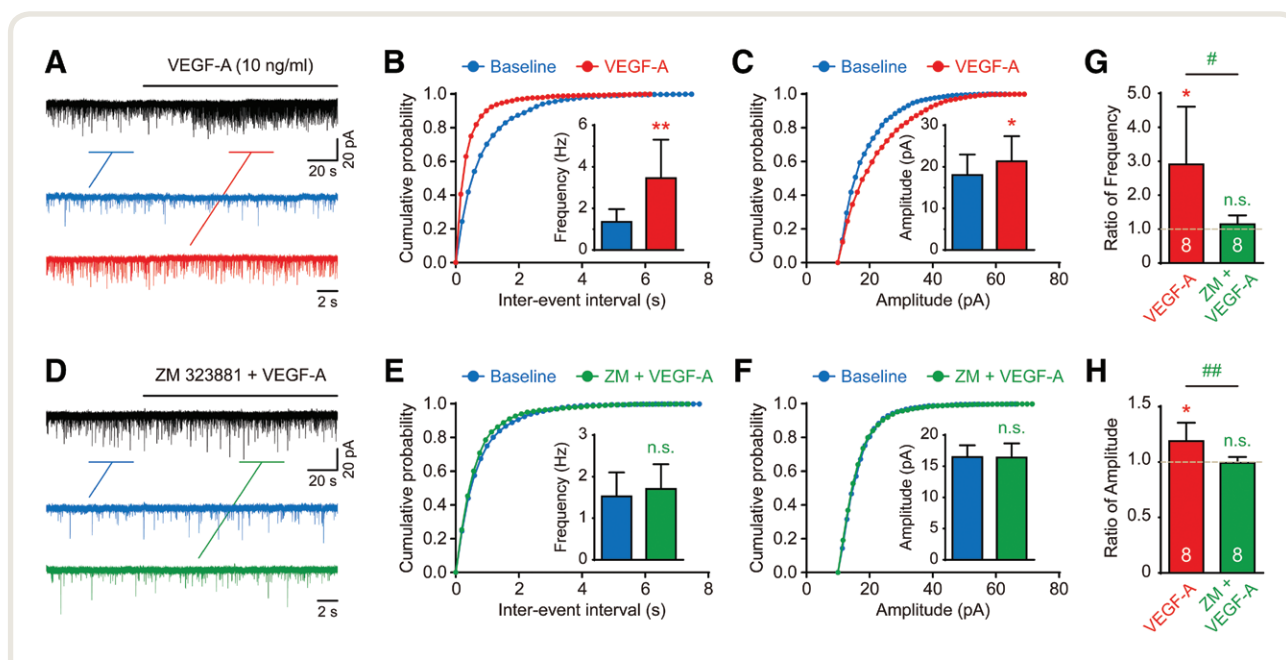 A
VEGF-A (10 ng/ml)
20 pA
20 s
2 s
B
Baseline VEGF-A
Cumulative probability
1.0
0.8
0.6
0.4
0.2
0.0
0 2 4 6 8
Inter-event interval (s)
Frequency (Hz)
6
4
2
0
**
C
Baseline VEGF-A
Cumulative probability
1.0
0.8
0.6
0.4
0.2
0.0
0 20 40 60 80
Amplitude (pA)
Amplitude (pA)
30
15
0
*
G
#
Ratio of Frequency
5.0
4.0
3.0
2.0
1.0
0.0
*
n.s.
8 8
VEGF-A
ZM +
VEGF-A
D
ZM 323881 + VEGF-A
20 pA
20 s
2 s
E
Baseline ZM + VEGF-A
Cumulative probability
1.0
0.8
0.6
0.4
0.2
0.0
0 2 4 6 8
Inter-event interval (s)
Frequency (Hz)
3
2
1
0
n.s.
F
Baseline ZM + VEGF-A
Cumulative probability
1.0
0.8
0.6
0.4
0.2
0.0
0 20 40 60 80
Amplitude (pA)
Amplitude (pA)
20
15
10
5
0
n.s.
H
##
Ratio of Amplitude
1.5
1.0
0.5
0.0
*
n.s.
8 8
VEGF-A
ZM +
VEGF-A